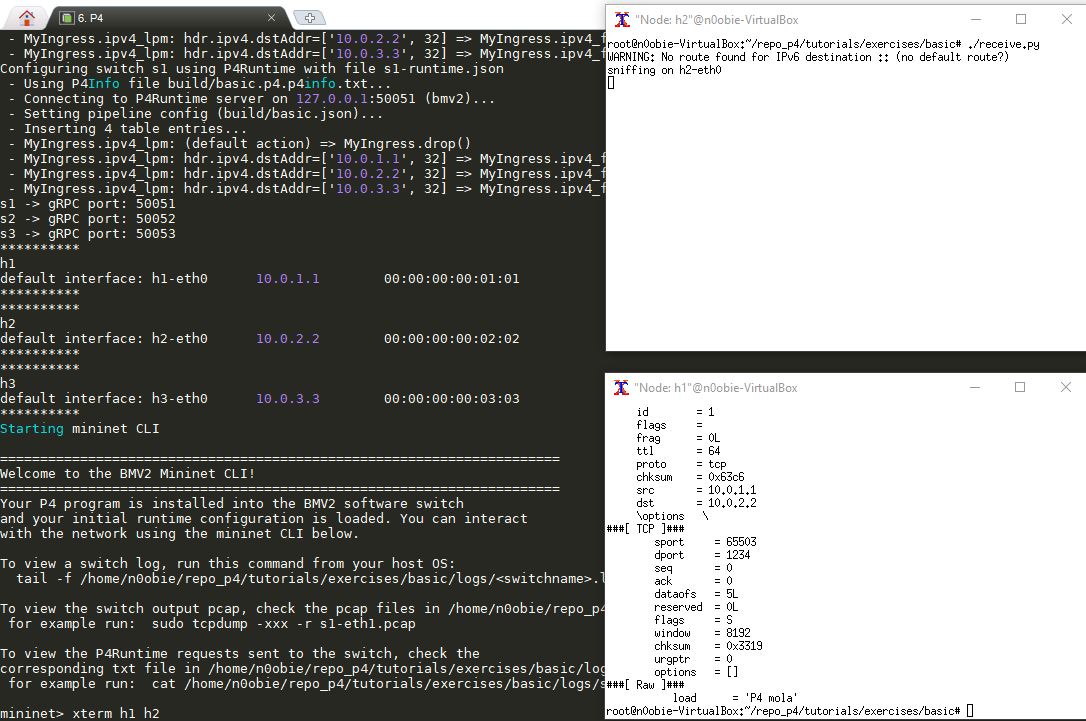 6. P4
- MyIngress.ipv4_lpm: hdr.ipv4.dstAddr=['10.0.2.2', 32] => MyIngress.ipv4_f
- MyIngress.ipv4_lpm: hdr.ipv4.dstAddr=['10.0.3.3', 32] => MyIngress.ipv4_f
Configuring switch s1 using P4Runtime with file s1-runtime.json
- Using P4Info file build/basic.p4.p4info.txt...
- Connecting to P4Runtime server on 127.0.0.1:50051 (bmv2)...
- Setting pipeline config (build/basic.json)...
- Inserting 4 table entries...
- MyIngress.ipv4_lpm: (default action) => MyIngress.drop()
- MyIngress.ipv4_lpm: hdr.ipv4.dstAddr=['10.0.1.1', 32] => MyIngress.ipv4_f
- MyIngress.ipv4_lpm: hdr.ipv4.dstAddr=['10.0.2.2', 32] => MyIngress.ipv4_f
- MyIngress.ipv4_lpm: hdr.ipv4.dstAddr=['10.0.3.3', 32] => MyIngress.ipv4_f
s1 -> gRPC port: 50051
s2 -> gRPC port: 50052
s3 -> gRPC port: 50053
**********
h1
default interface: h1-eth0 10.0.1.1 00:00:00:00:01:01
**********
**********
h2
default interface: h2-eth0 10.0.2.2 00:00:00:00:02:02
**********
**********
h3
default interface: h3-eth0 10.0.3.3 00:00:00:00:03:03
**********
Starting mininet CLI
======================================================================
Welcome to the BMV2 Mininet CLI!
======================================================================
Your P4 program is installed into the BMV2 software switch
and your initial runtime configuration is loaded. You can interact
with the network using the mininet CLI below.
To view a switch log, run this command from your host OS:
tail -f /home/n0obie/repo_p4/tutorials/exercises/basic/logs/<switchname>.l
To view the switch output pcap, check the pcap files in /home/n0obie/repo_p4
for example run: sudo tcpdump -xxx -r s1-eth1.pcap
To view the P4Runtime requests sent to the switch, check the
corresponding txt file in /home/n0obie/repo_p4/tutorials/exercises/basic/log
for example run: cat /home/n0obie/repo_p4/tutorials/exercises/basic/logs/s
mininet> xterm h1 h2
"Node: h2"@n0obie-VirtualBox
root@n0obie-VirtualBox:~/repo_p4/tutorials/exercises/basic# ./receive.py
WARNING: No route found for IPv6 destination :: (no default route?)
sniffing on h2-eth0
"Node: h1"@n0obie-VirtualBox
id = 1
flags =
frag = 0L
ttl = 64
proto = tcp
chksum = 0x63c6
src = 10.0.1.1
dst = 10.0.2.2
\options \
###[ TCP ]###
sport = 65503
dport = 1234
seq = 0
ack = 0
dataofs = 5L
reserved = 0L
flags = S
window = 8192
chksum = 0x3319
urgptr = 0
options = []
###[ Raw ]###
load = 'P4 mola'
root@n0obie-VirtualBox:~/repo_p4/tutorials/exercises/basic#